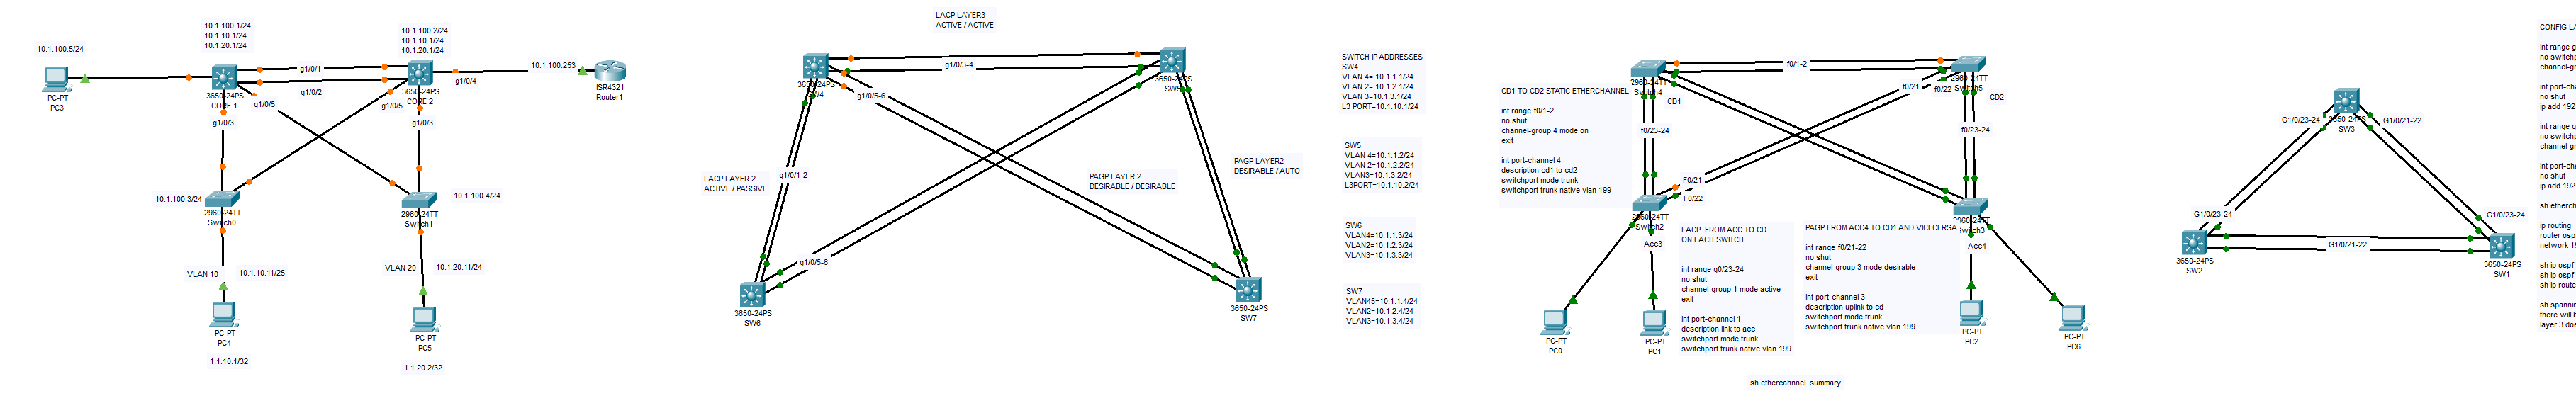 10.1.100.5/24
PC-PT
PC3
10.1.100.1/24
10.1.10.1/24
10.1.20.1/24
3650-24PS
CORE 1
g1/0/1
g1/0/2
g1/0/5
g1/0/3
10.1.100.2/24
10.1.10.1/24
10.1.20.1/24
3650-24PS
CORE 2
g1/0/5
g1/0/3
g1/0/4
10.1.100.253
ISR4321
Router1
10.1.100.3/24
2960-24TT
Switch0
10.1.100.4/24
2960-24TT
Switch1
VLAN 10
10.1.10.11/25
VLAN 20
10.1.20.11/24
PC-PT
PC4
1.1.10.1/32
PC-PT
PC5
1.1.20.2/32
LACP LAYER3
ACTIVE / ACTIVE
3650-24PS
SW4
g1/0/3-4
3650-24PS
SW5
g1/0/5-6
LACP LAYER 2
ACTIVE / PASSIVE
g1/0/1-2
PAGP LAYER 2
DESIRABLE / DESIRABLE
PAGP LAYER2
DESIRABLE / AUTO
g1/0/5-6
3650-24PS
SW6
3650-24PS
SW7
SWITCH IP ADDRESSES
SW4
VLAN 4= 10.1.1.1/24
VLAN 2= 10.1.2.1/24
VLAN 3=10.1.3.1/24
L3 PORT=10.1.10.1/24
SW5
VLAN 4=10.1.1.2/24
VLAN 2=10.1.2.2/24
VLAN3=10.1.3.2/24
L3PORT=10.1.10.2/24
SW6
VLAN4=10.1.1.3/24
VLAN2=10.1.2.3/24
VLAN3=10.1.3.3/24
SW7
VLAN45=10.1.1.4/24
VLAN2=10.1.2.4/24
VLAN3=10.1.3.4/24
CD1 TO CD2 STATIC ETHERCHANNEL
int range f0/1-2
no shut
channel-group 4 mode on
exit
int port-channel 4
description cd1 to cd2
switchport mode trunk
switchport trunk native vlan 199
2960-24TT
Switch4
CD1
f0/1-2
2960-24TT
Switch5
CD2
f0/21
f0/22
f0/23-24
f0/23-24
F0/21
F0/22
2960-24TT
Switch2
Acc3
2960-24TT
Switch3
Acc4
LACP FROM ACC TO CD
ON EACH SWITCH
int range g0/23-24
no shut
channel-group 1 mode active
exit
int port-channel 1
description link to acc
switchport mode trunk
switchport trunk native vlan 199
PAGP FROM ACC4 TO CD1 AND VICECERSA
int range f0/21-22
no shut
channel-group 3 mode desirable
exit
int port-channel 3
description uplink to cd
switchport mode trunk
switchport trunk native vlan 199
PC-PT
PC0
PC-PT
PC1
PC-PT
PC2
PC-PT
PC6
sh ethercahnnel summary
3650-24PS
SW3
G1/0/23-24
G1/0/21-22
G1/0/23-24
G1/0/23-24
G1/0/21-22
3650-24PS
SW2
3650-24PS
SW1
CONFIG LA
int range g
no switchp
channel-gr
int port-cha
no shut
ip add 192
int range g
no switchp
channel-gr
int port-cha
no shut
ip add 192
sh etherch
ip routing
router osp
network 1
sh ip ospf
sh ip ospf
sh ip route
sh spannin
there will b
layer 3 doe